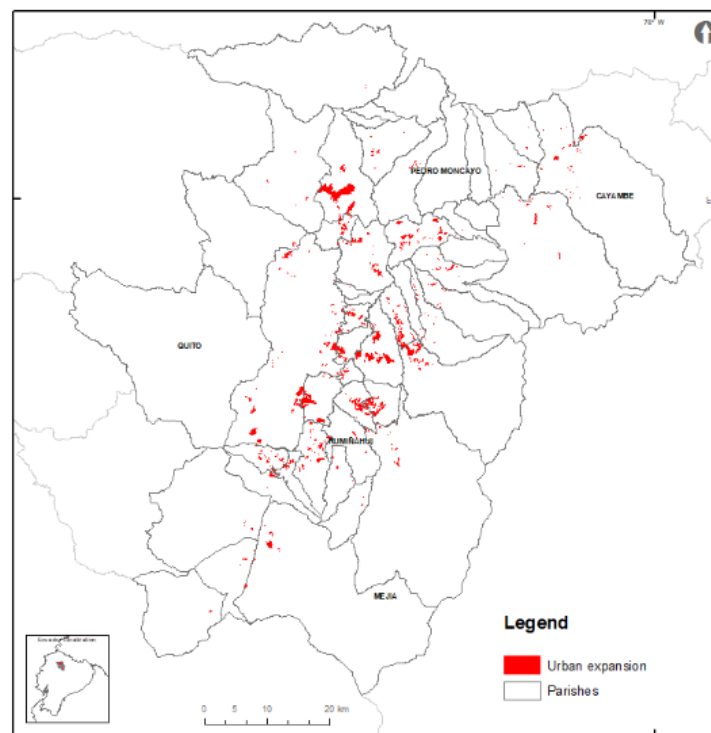 78° W
PEDRO MONCAYO
CAYAMBE
QUITO
RUMIÑAHUI
MEJIA
Legend
Urban expansion
Parishes
0 5 10 20 km